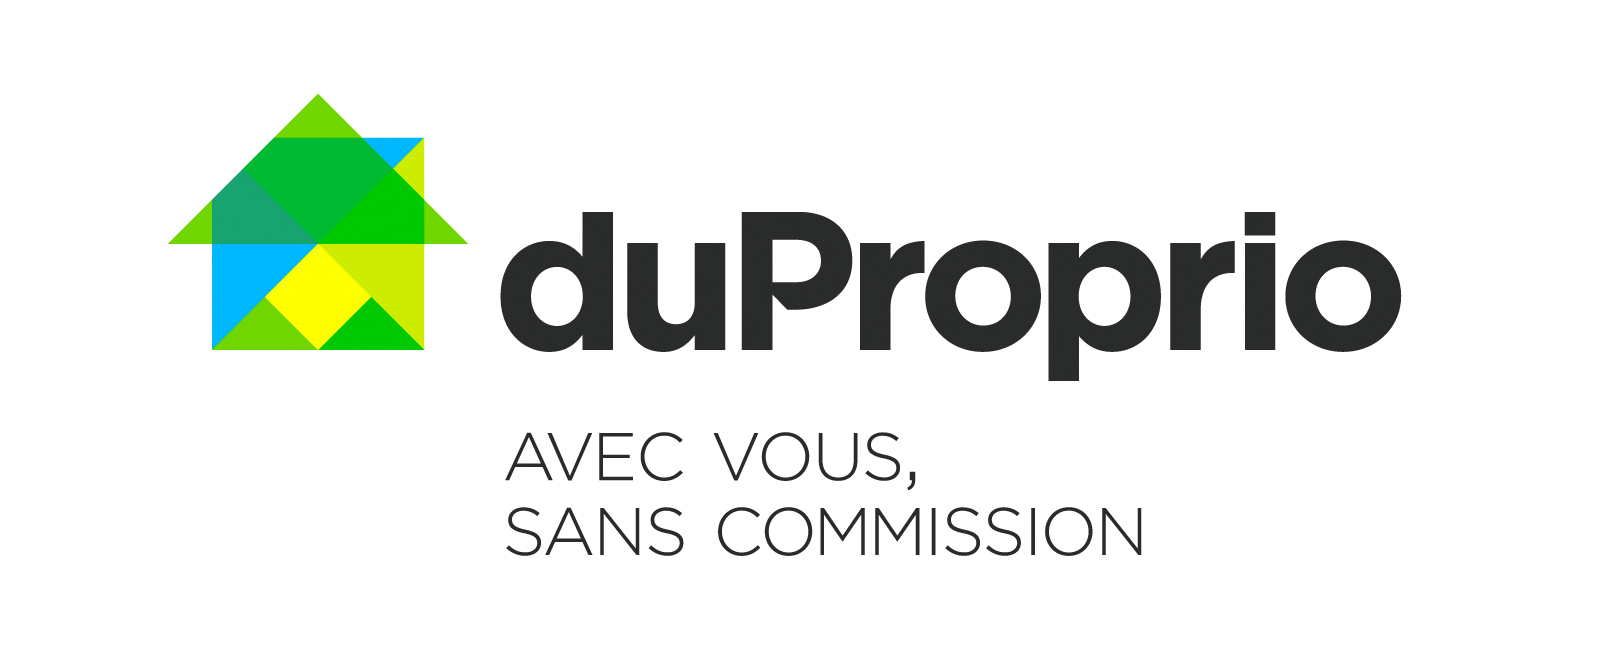 duProprio
AVEC VOUS,
SANS COMMISSION